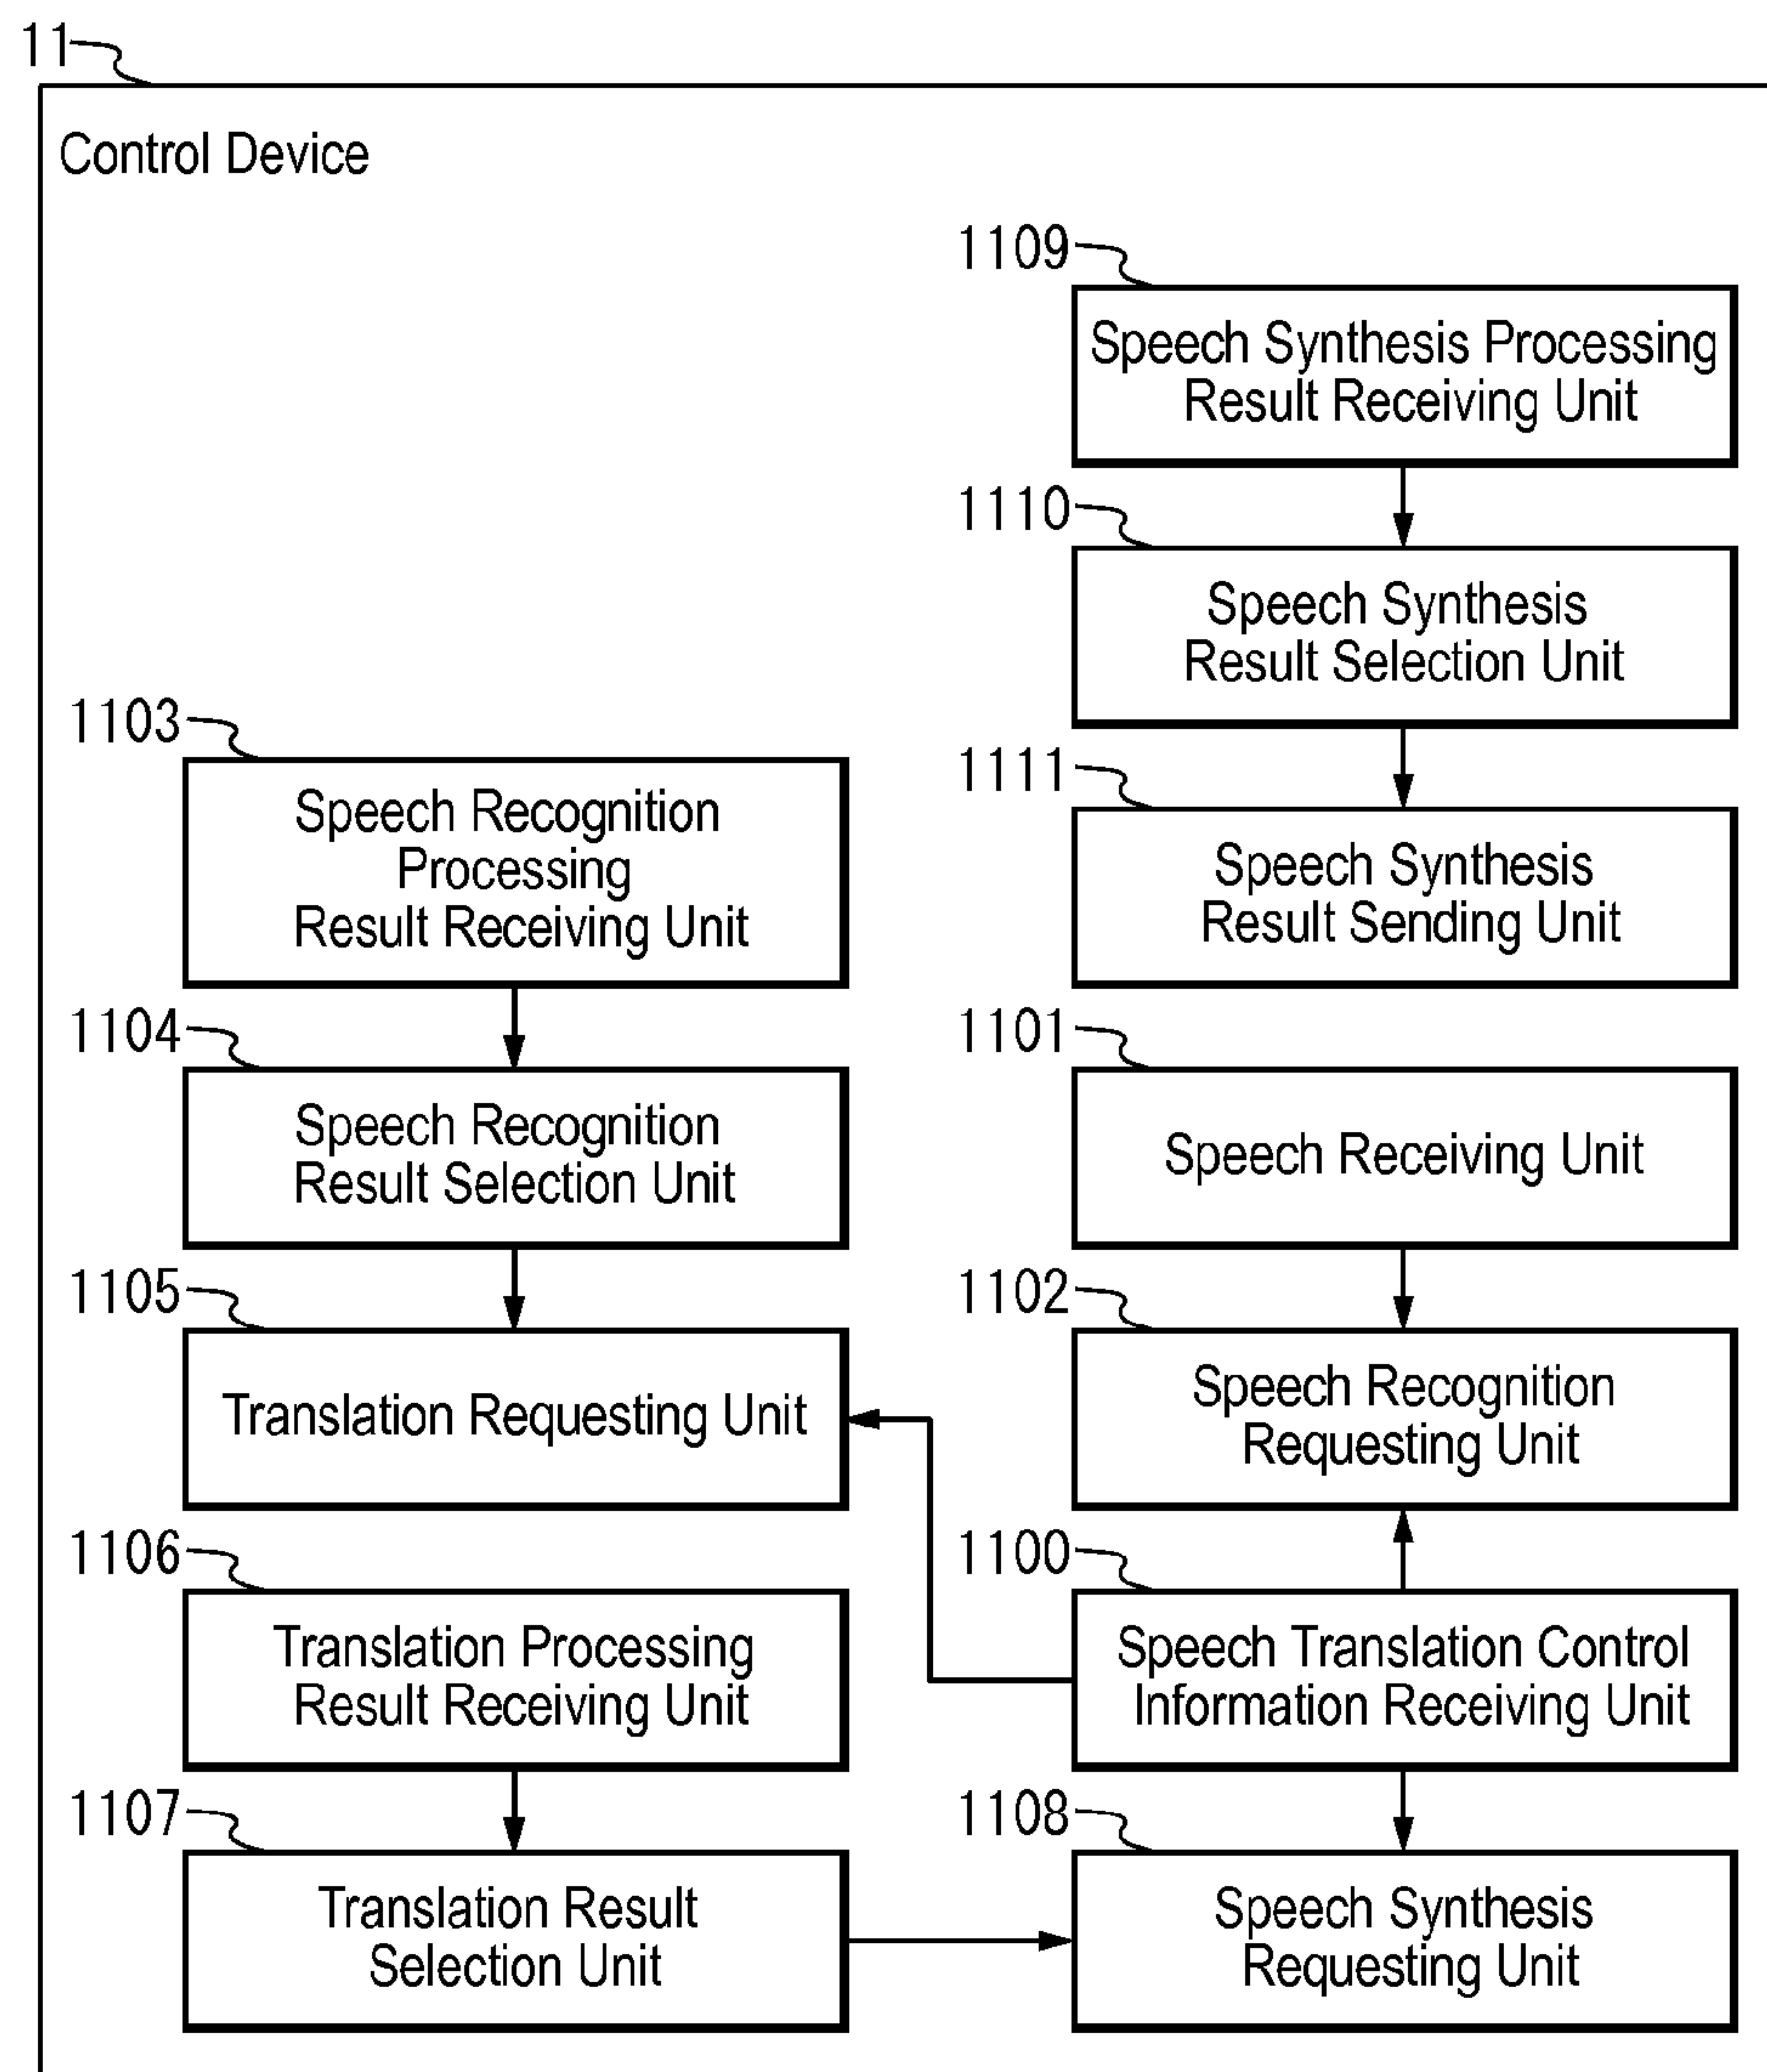 11
Control Device
1109
Speech Synthesis Processing
Result Receiving Unit
1110
Speech Synthesis
Result Selection Unit
1103
Speech Recognition
Processing
Result Receiving Unit
1111
Speech Synthesis
Result Sending Unit
1104
Speech Recognition
Result Selection Unit
1101
Speech Receiving Unit
1105
Translation Requesting Unit
1102
Speech Recognition
Requesting Unit
1106
Translation Processing
Result Receiving Unit
1100
Speech Translation Control
Information Receiving Unit
1107
Translation Result
Selection Unit
1108
Speech Synthesis
Requesting Unit